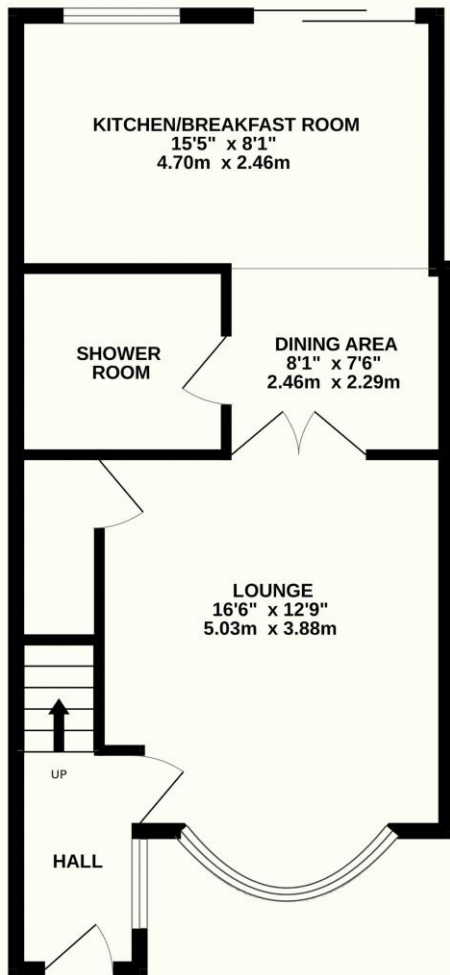 KITCHEN/BREAKFAST ROOM
15'5" x 8'1"
4.70m x 2.46m
SHOWER
ROOM
DINING AREA
8'1" x 7'6"
2.46m x 2.29m
LOUNGE
16'6" x 12'9"
5.03m x 3.88m
UP
HALL